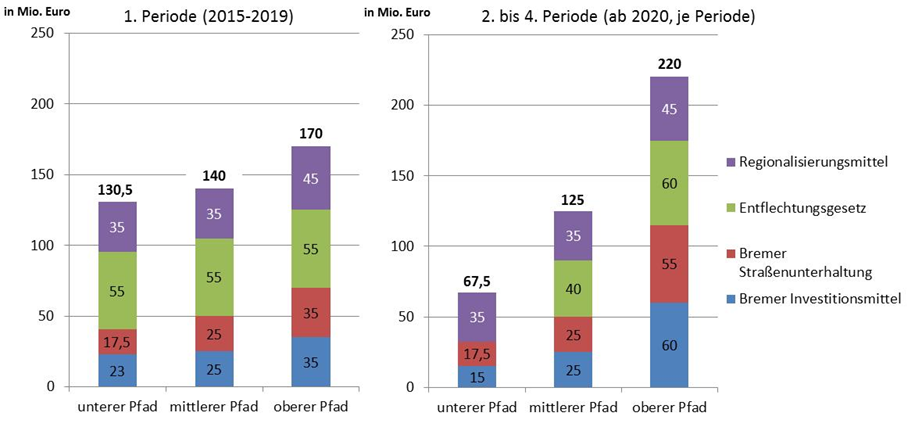 in Mio. Euro
1. Periode (2015-2019)
250
200
150
100
50
0
130,5
35
55
17,5
23
140
35
55
25
25
170
45
55
35
35
unterer Pfad
mittlerer Pfad
oberer Pfad
in Mio. Euro
2. bis 4. Periode (ab 2020, je Periode)
250
200
150
100
50
0
67,5
35
17,5
15
125
35
40
25
25
220
45
60
55
60
unterer Pfad
mittlerer Pfad
oberer Pfad
Regionalisierungsmittel
Entflechtungsgesetz
Bremer
Straßenunterhaltung
Bremer Investitionsmittel